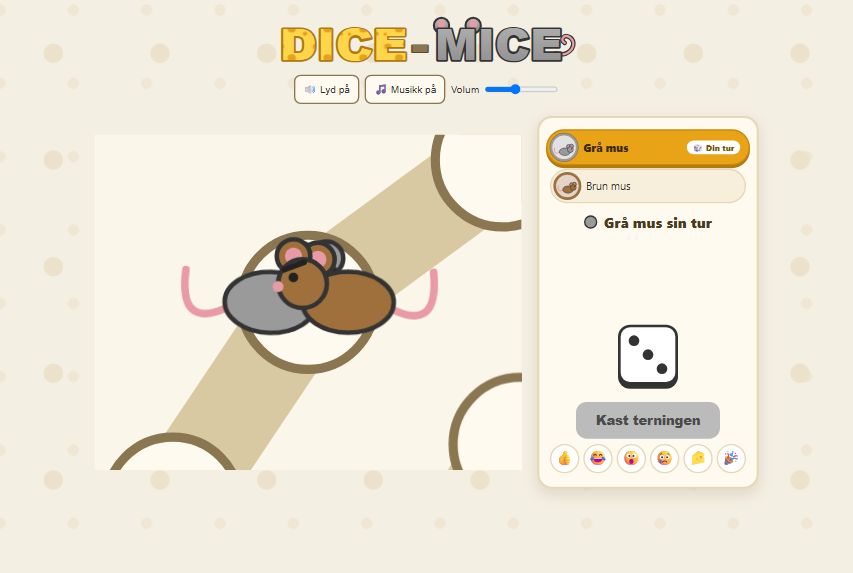 DICE-MICE
Lyd på
Musikk på
Volum
Grå mus
Din tur
Brun mus
Grå mus sin tur
Kast terningen